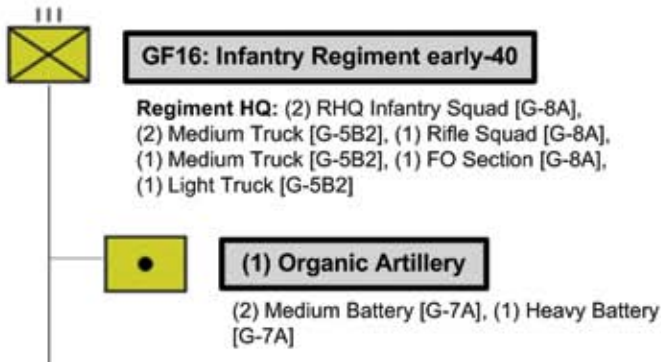 GF16: Infantry Regiment early-40
Regiment HQ: (2) RHQ Infantry Squad [G-8A],
(2) Medium Truck [G-5B2], (1) Rifle Squad [G-8A],
(1) Medium Truck [G-5B2], (1) FO Section [G-8A],
(1) Light Truck [G-5B2]
(1) Organic Artillery
(2) Medium Battery [G-7A], (1) Heavy Battery
[G-7A]